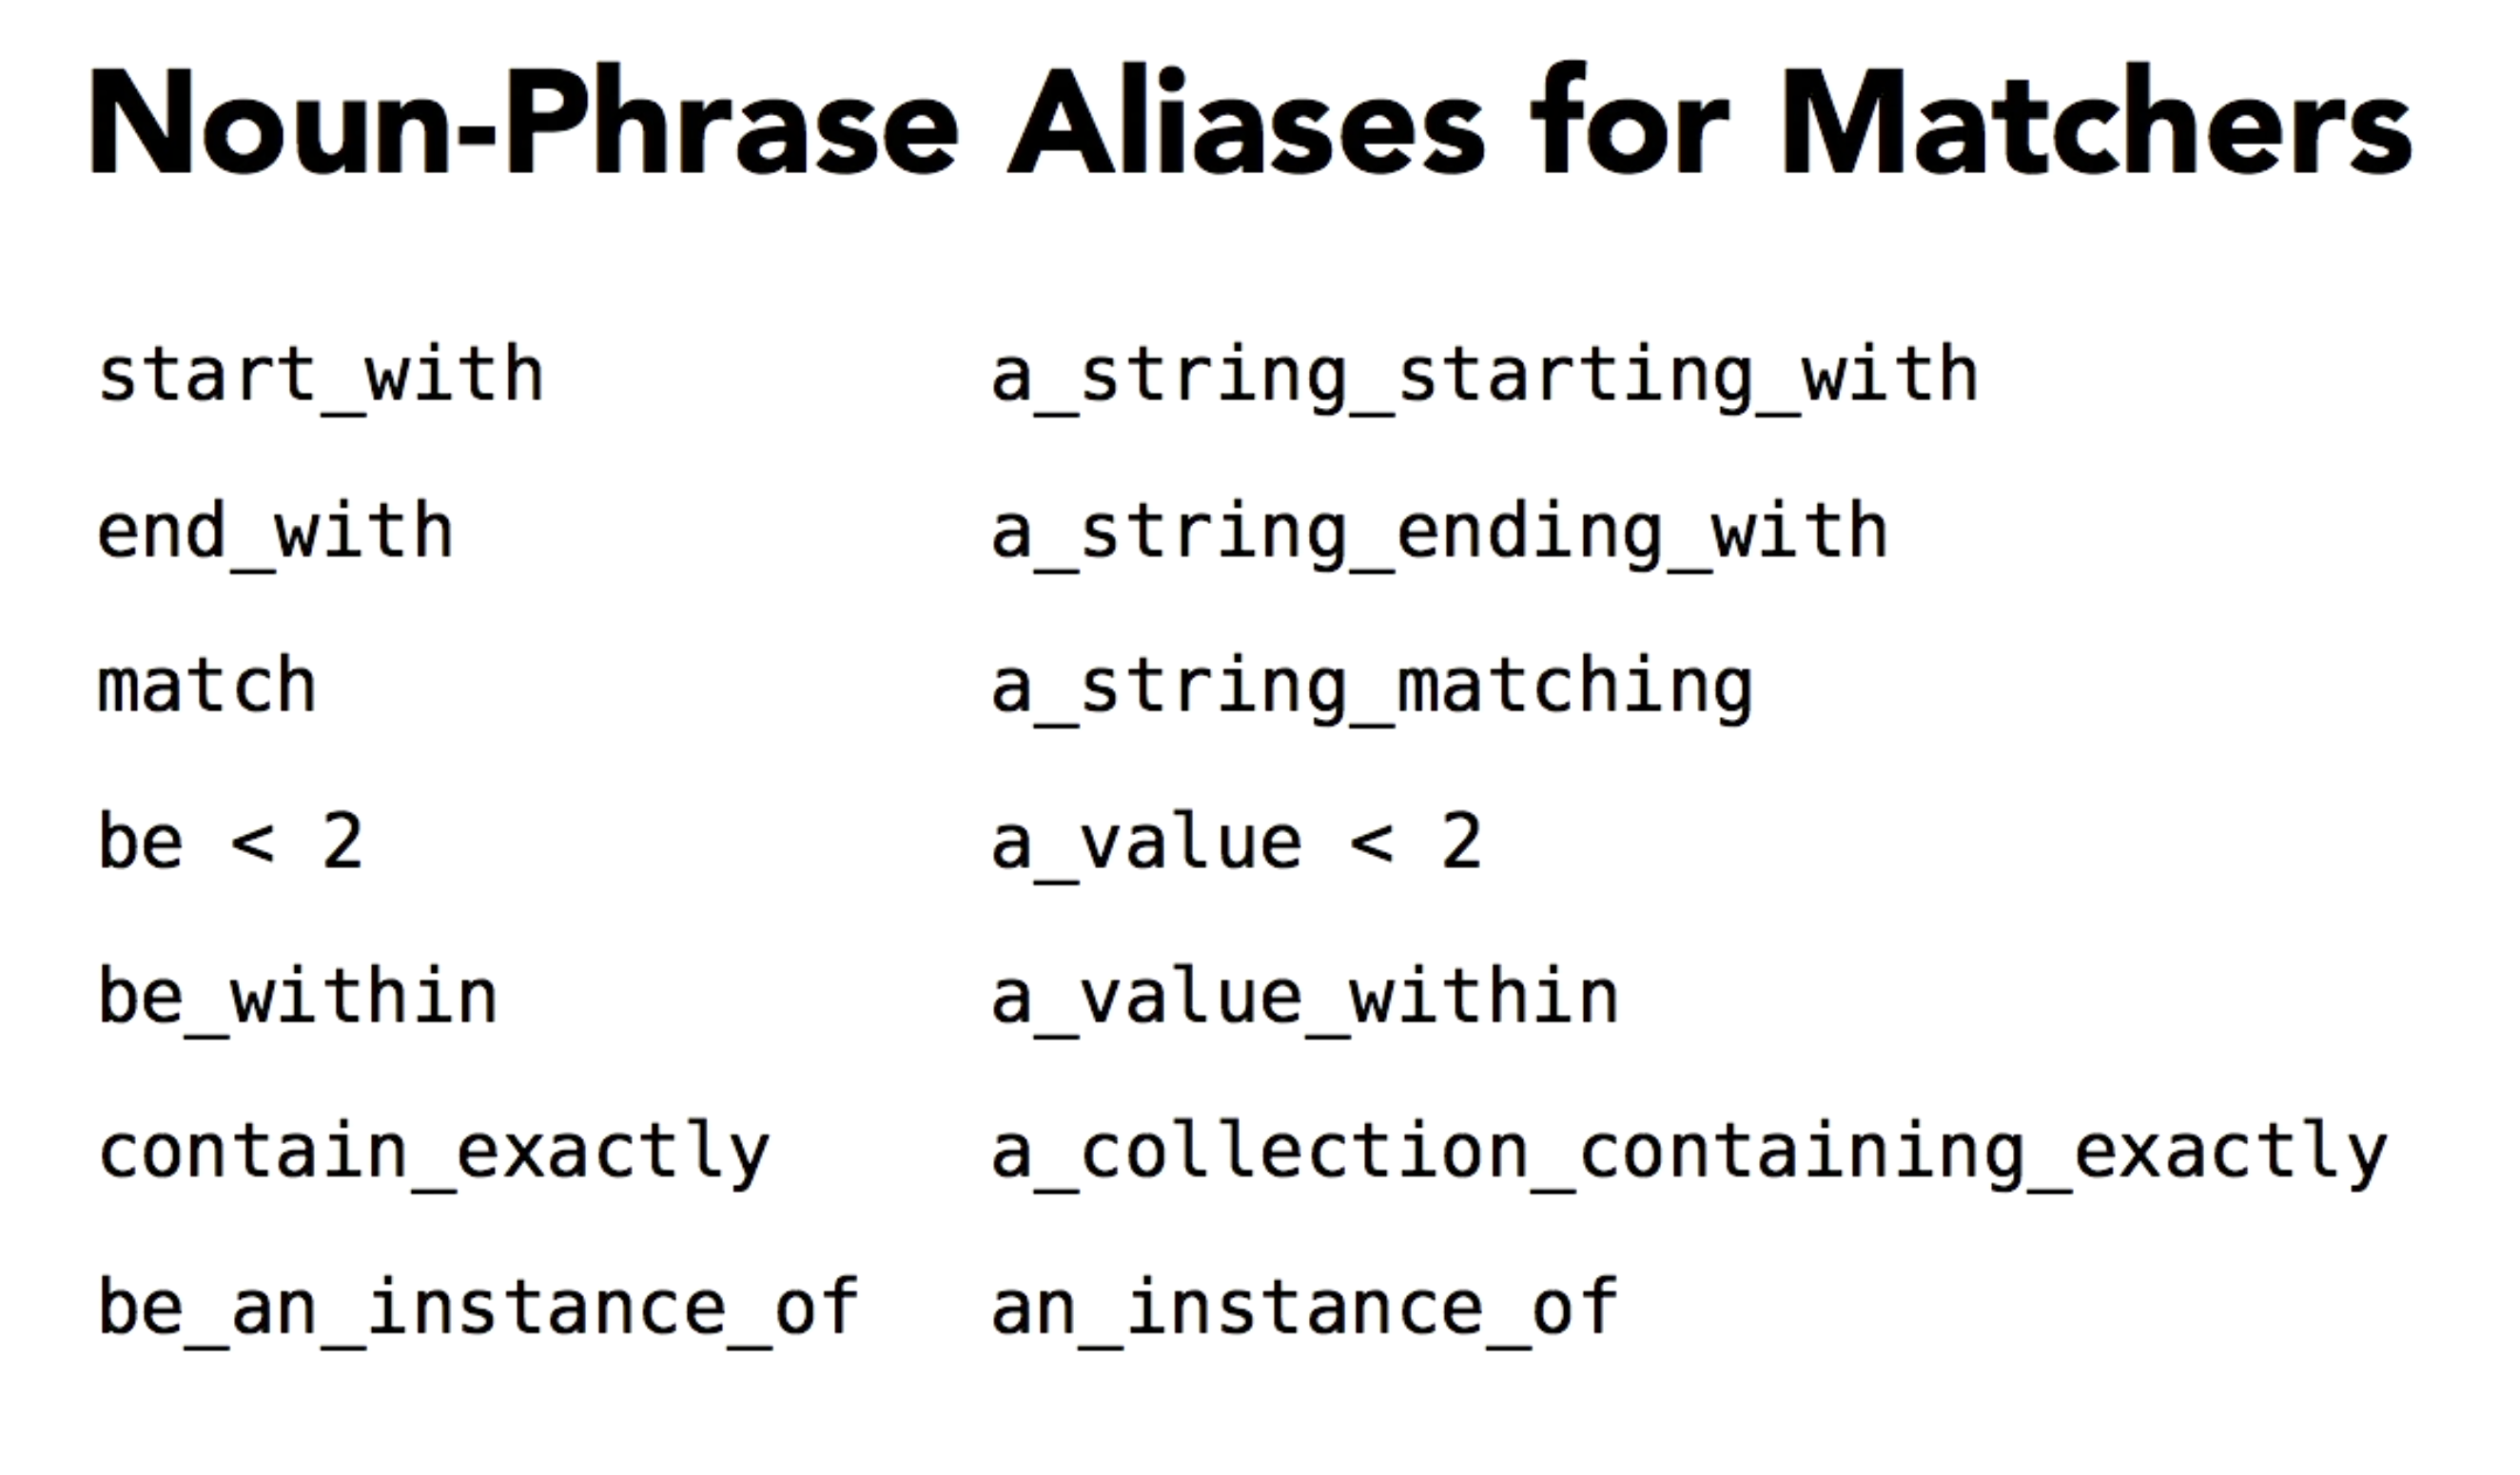 Noun-Phrase Aliases for Matchers
start_with a_string_starting_with
end_with a_string_ending_with
match a_string_matching
be < 2 a_value < 2
be_within a_value_within
contain_exactly a_collection_containing_exactly
be_an_instance_of an_instance_of